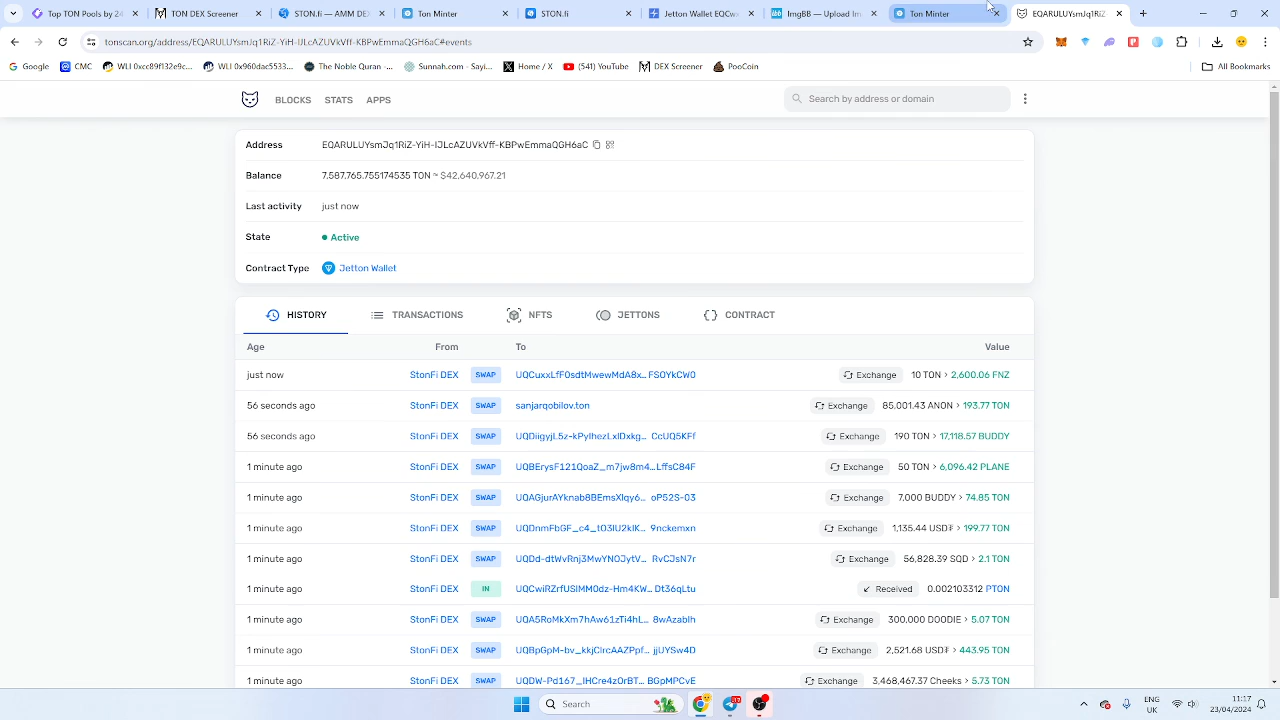 Top TON Pools by 2
TON DEX Screener
STON.fi — AMM DEX
Ton Minter
STON.fi
Jetton Wallet EQCwo
ImgBB — Upload Im
Ton Minter
EQARULUYsmJq1RiZ
tonscan.org/address/EQARULUYsmJq1RiZ-YiH-IJLcAZUVkVff-KBPwEmmaQGH6aC#events
Google
CMC
WLI 0xcc89f132e9c...
WLI 0x960dac5533...
The Noble Quran -...
Sunnah.com - Sayi...
Home / X
(541) YouTube
DEX Screener
PooCoin
All Bookmarks
BLOCKS STATS APPS
Search by address or domain
Address EQARULUYsmJq1RiZ-YiH-IJLcAZUVkVff-KBPwEmmaQGH6aC
Balance 7,587,765.755174535 TON ~ $42,640,967.21
Last activity just now
State Active
Contract Type Jetton Wallet
HISTORY TRANSACTIONS NFTS JETTONS CONTRACT
Age From To Value
just now StonFi DEX SWAP UQCuxxLfF0sdtMwewMdA8x... FSOYkCW0 Exchange 10 TON › 2,600.06 FNZ
56 seconds ago StonFi DEX SWAP sanjarqobilov.ton Exchange 85,001.43 ANON › 193.77 TON
56 seconds ago StonFi DEX SWAP UQDiigyjL5z-kPylhezLxlDxkg... CcUQ5KFf Exchange 190 TON › 17,118.57 BUDDY
1 minute ago StonFi DEX SWAP UQBErysF121QoaZ_m7jw8m4...LffsC84F Exchange 50 TON › 6,096.42 PLANE
1 minute ago StonFi DEX SWAP UQAGjurAYknab8BEmsXlqy6... oP52S-03 Exchange 7,000 BUDDY › 74.85 TON
1 minute ago StonFi DEX SWAP UQDnmFbGF_c4_tO3IU2klK... 9nckemxn Exchange 1,135.44 USD₮ › 199.77 TON
1 minute ago StonFi DEX SWAP UQDd-dtWvRnj3MwYNOJytV... RvCJsN7r Exchange 56,828.39 SQD › 2.1 TON
StonFi DEX IN UQCwiRZrfUSIMM0dz-Hm4KW... Dt36qLtu Received 0.002103312 PTON
1 minute ago StonFi DEX SWAP UQA5RoMkXm7hAw61zTi4hL... 8wAzablh Exchange 300,000 DOODIE › 5.07 TON
1 minute ago StonFi DEX SWAP UQBpGpM-bv_kkjClrcAAZPpf... jjUYSw4D Exchange 2,521.68 USD₮ › 443.95 TON
1 minute ago StonFi DEX SWAP UQDW-Pd167_lHCre4zOrBT... BGpMPCvE Exchange 3,468,467.37 Cheeks › 5.73 TON
Search
ENG
UK
11:17
23/04/2024